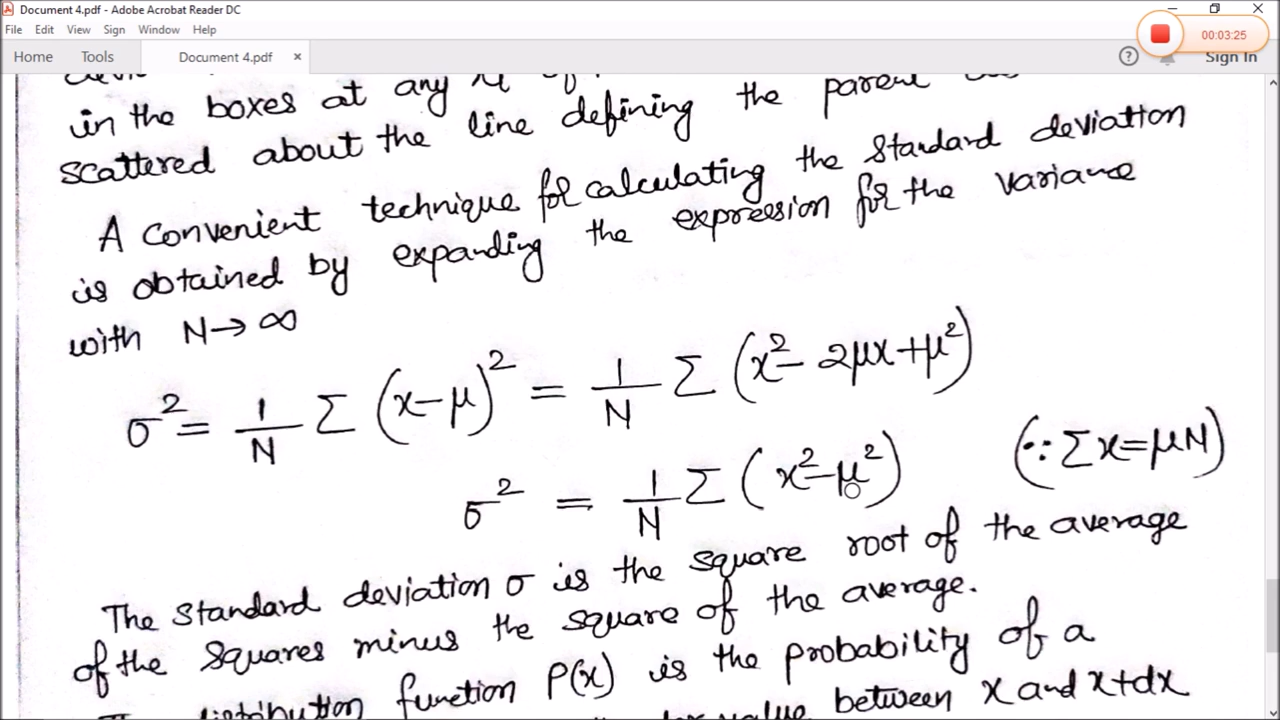 Document 4.pdf - Adobe Acrobat Reader DC
File Edit View Sign Window Help
00:03:25
Home Tools Document 4.pdf × ? Sign In
in the boxes at any
scattered about the line defining the parent
A convenient technique for calculating the standard deviation
is obtained by expanding the expression for the variance
with N→∞
σ² = 1/N Σ (x-μ)² = 1/N Σ (x²-2μx+μ²)
σ² = 1/N Σ (x²-μ²) (∵ Σx=μN)
The standard deviation σ is the square root of the average
of the squares minus the square of the average.
distribution function P(x) is the probability of a
value between x and x+dx